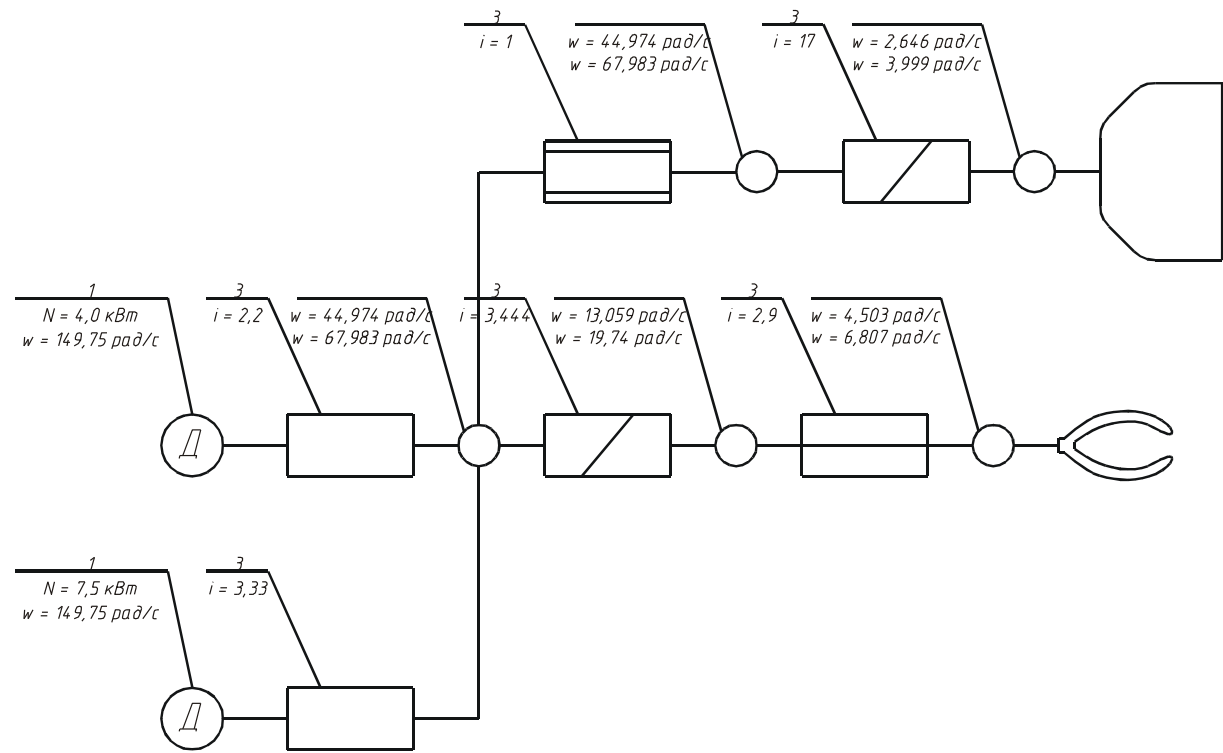 3
i = 1
w = 44,974 рад/с
w = 67,983 рад/с
3
i = 17
w = 2,646 рад/с
w = 3,999 рад/с
1
N = 4,0 кВт
w = 149,75 рад/с
3
i = 2,2
w = 44,974 рад/с
w = 67,983 рад/с
3
i = 3,444
w = 13,059 рад/с
w = 19,74 рад/с
3
i = 2,9
w = 4,503 рад/с
w = 6,807 рад/с
Д
1
N = 7,5 кВт
w = 149,75 рад/с
3
i = 3,33
Д